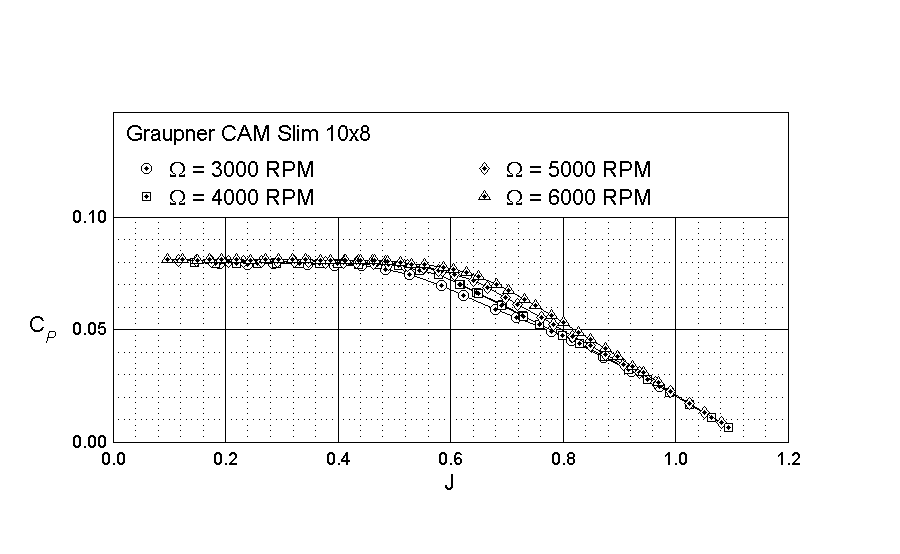 Graupner CAM Slim 10x8
Ω = 3000 RPM
Ω = 5000 RPM
Ω = 4000 RPM
Ω = 6000 RPM
0.10
C_P 0.05
0.00
0.0 0.2 0.4 0.6 0.8 1.0 1.2
J